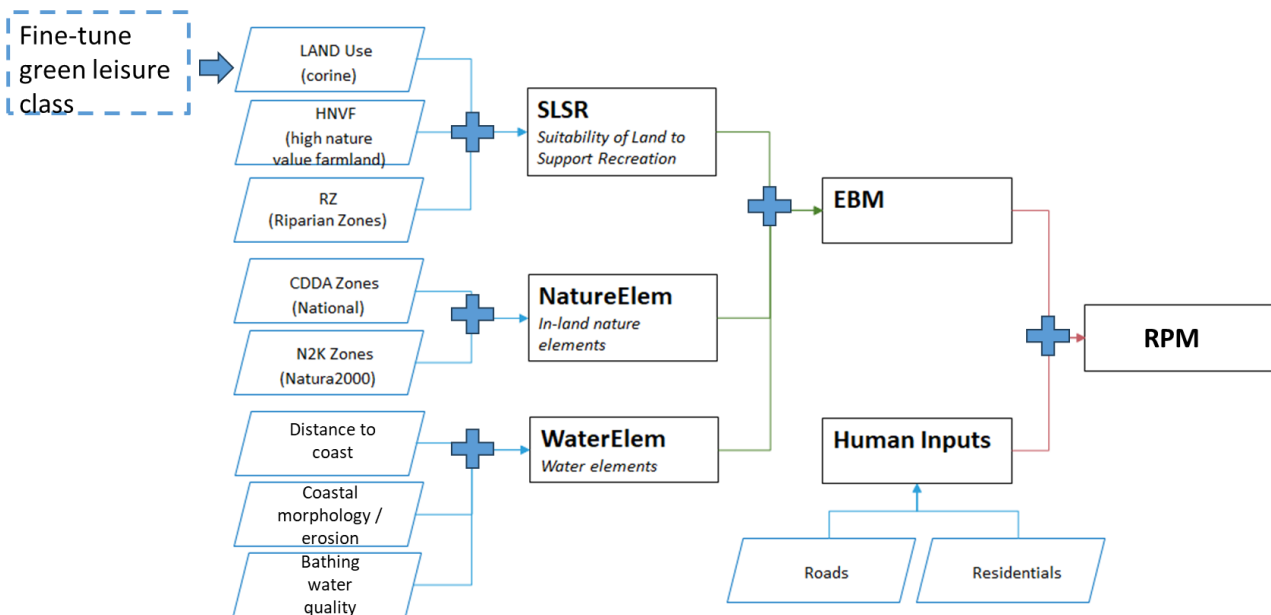 Fine-tune
green leisure
class
LAND Use
(corine)
HNVF
(high nature
value farmland)
RZ
(Riparian Zones)
SLSR
Suitability of Land to
Support Recreation
EBM
CDDA Zones
(National)
N2K Zones
(Natura2000)
NatureElem
In-land nature
elements
RPM
Distance to
coast
Coastal
morphology /
erosion
Bathing
water
quality
WaterElem
Water elements
Human Inputs
Roads
Residentials